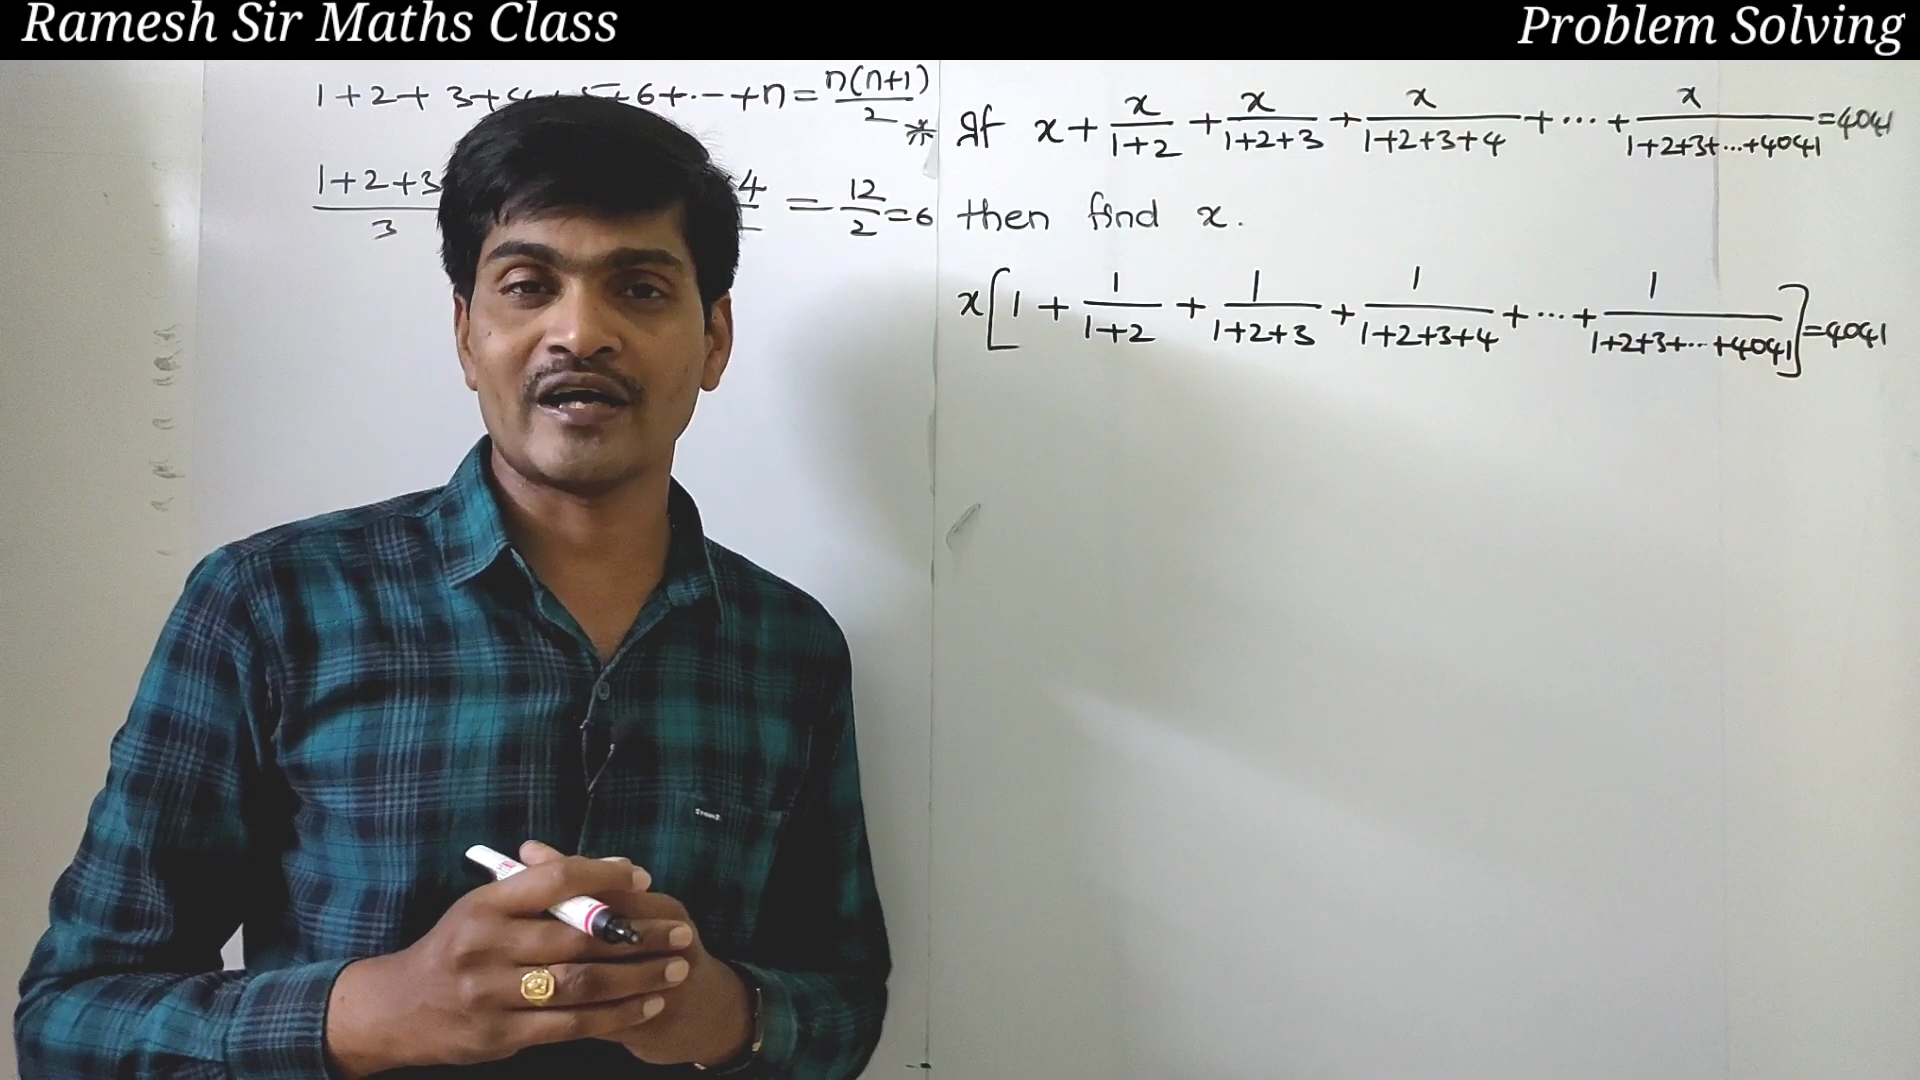 Ramesh Sir Maths Class
Problem Solving
1+2+3+4+5+6+...+n = n(n+1)/2
1+2+3
3
4
= 12/2 = 6
* If x + x/(1+2) + x/(1+2+3) + x/(1+2+3+4) + ... + x/(1+2+3+...+4041) = 4041
then find x.
x[1 + 1/(1+2) + 1/(1+2+3) + 1/(1+2+3+4) + ... + 1/(1+2+3+...+4041)] = 4041